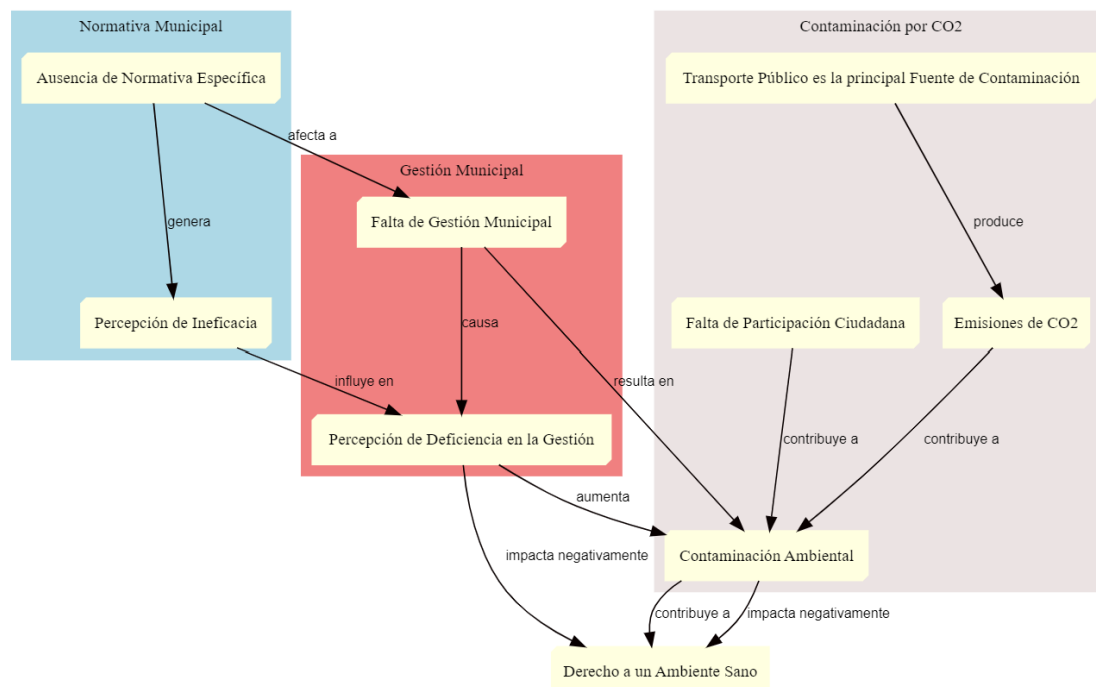 Normativa Municipal
Contaminación por CO2
Ausencia de Normativa Específica
Transporte Público es la principal Fuente de Contaminación
afecta a
Gestión Municipal
Falta de Gestión Municipal
genera
produce
Percepción de Ineficacia
causa
Falta de Participación Ciudadana
Emisiones de CO2
influye en
resulta en
Percepción de Deficiencia en la Gestión
contribuye a
contribuye a
aumenta
impacta negativamente
Contaminación Ambiental
contribuye a
impacta negativamente
Derecho a un Ambiente Sano